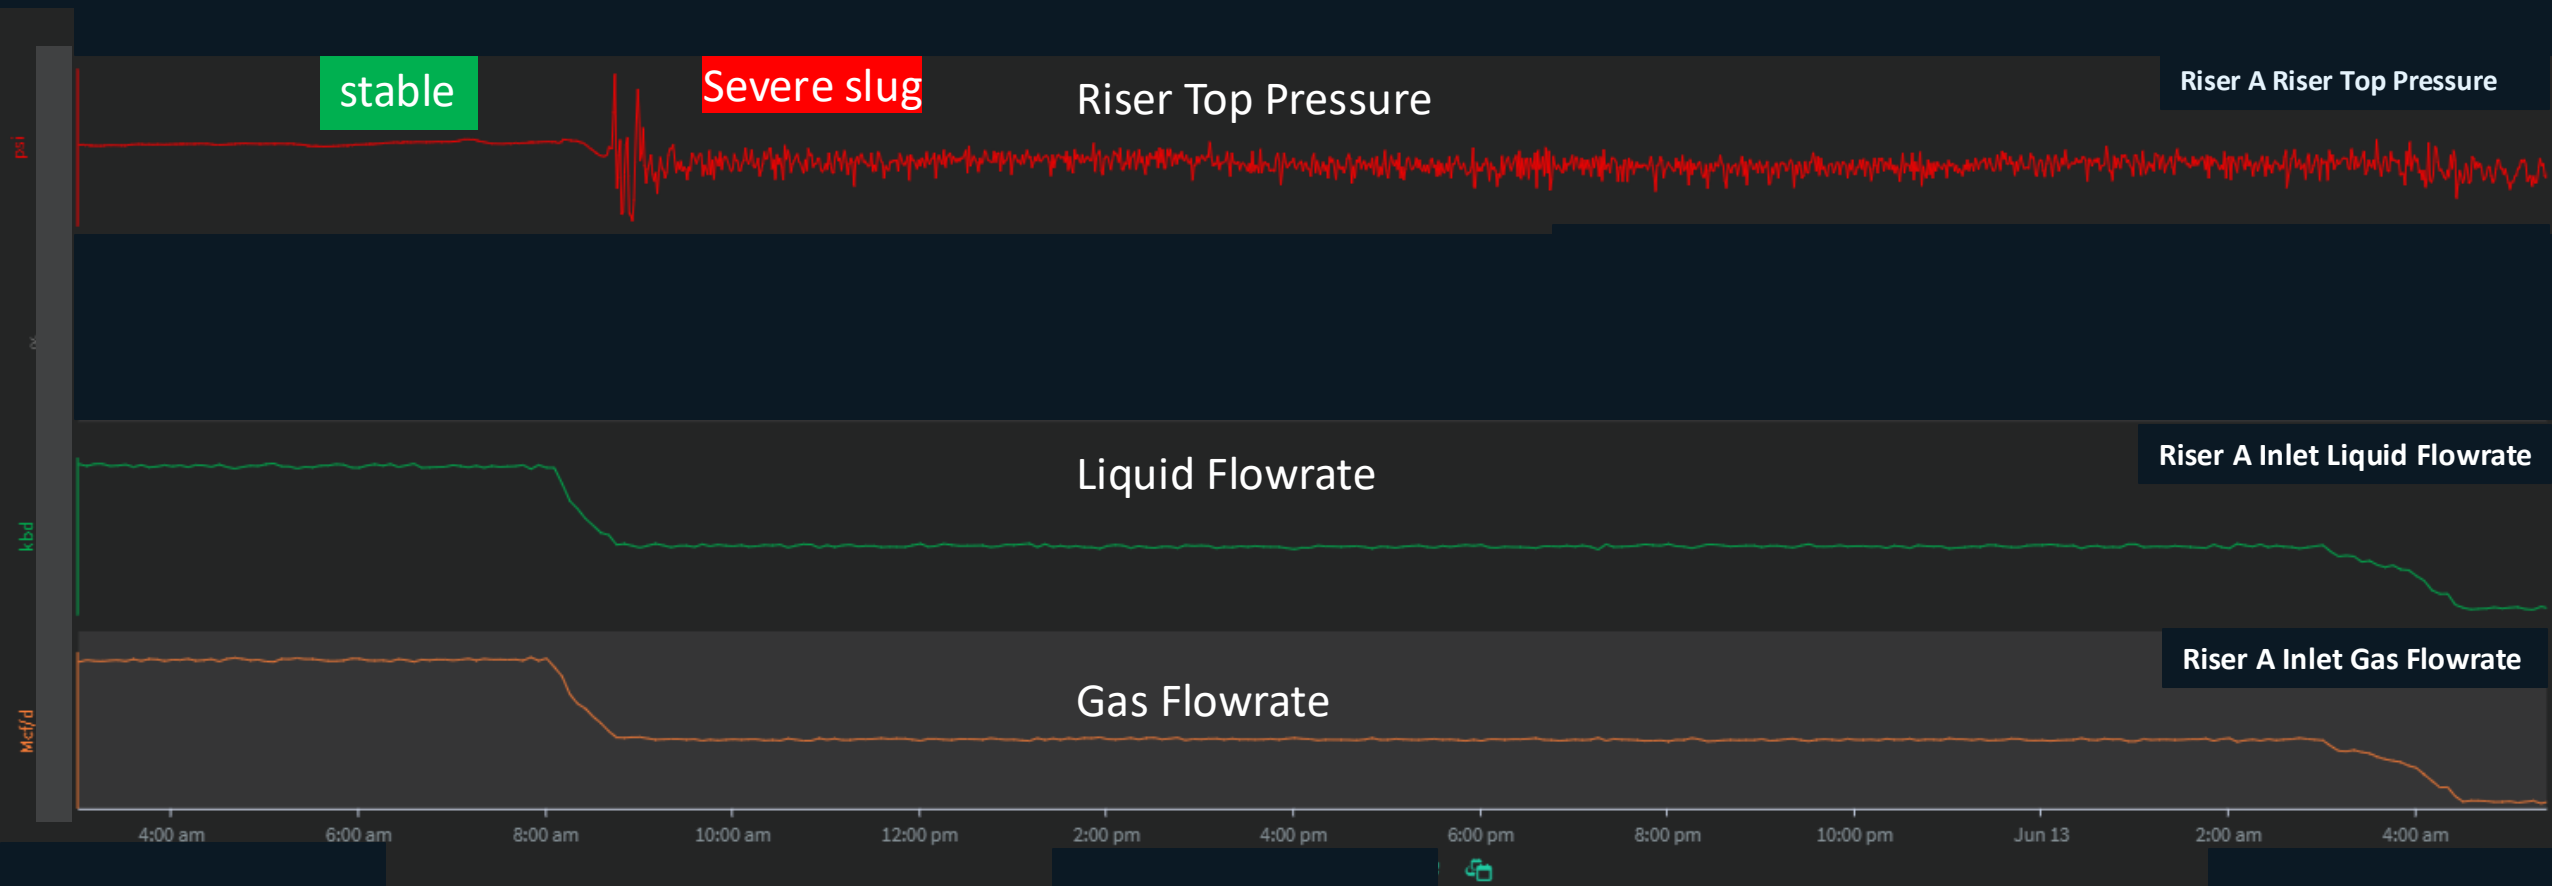 stable
Severe slug
Riser Top Pressure
Riser A Riser Top Pressure
psi
Liquid Flowrate
Riser A Inlet Liquid Flowrate
kbd
Riser A Inlet Gas Flowrate
Gas Flowrate
Mcf/d
4:00 am 6:00 am 8:00 am 10:00 am 12:00 pm 2:00 pm 4:00 pm 6:00 pm 8:00 pm 10:00 pm Jun 13 2:00 am 4:00 am